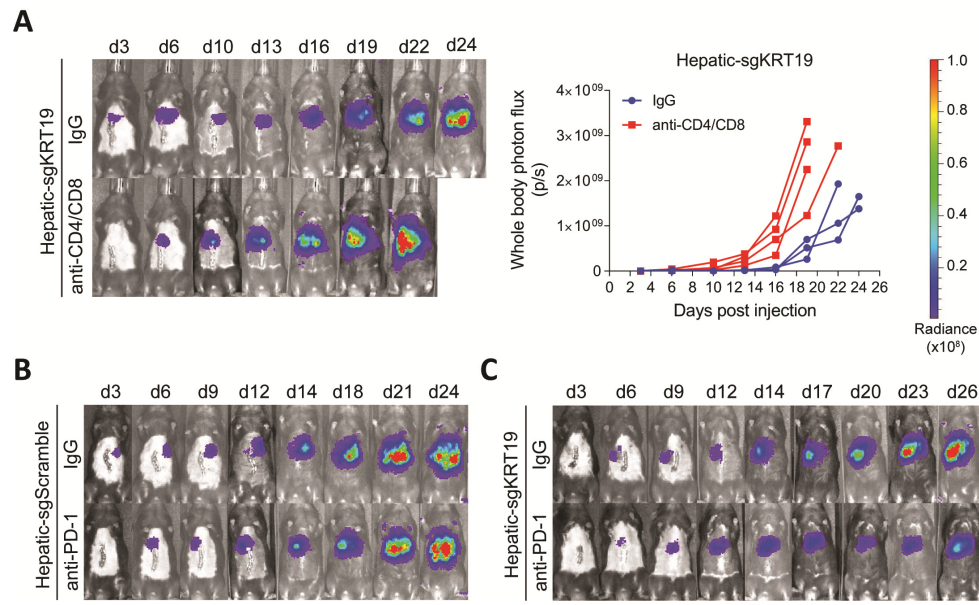 A
d3 d6 d10 d13 d16 d19 d22 d24
Hepatic-sgKRT19
IgG
anti-CD4/CD8
Hepatic-sgKRT19
IgG
anti-CD4/CD8
Whole body photon flux
(p/s)
4×10⁰⁹
3×10⁰⁹
2×10⁰⁹
1×10⁰⁹
0
0 2 4 6 8 10 12 14 16 18 20 22 24 26
Days post injection
1.0
0.8
0.6
0.4
0.2
Radiance
(x10⁸)
B
d3 d6 d9 d12 d14 d18 d21 d24
Hepatic-sgScramble
IgG
anti-PD-1
C
d3 d6 d9 d12 d14 d17 d20 d23 d26
Hepatic-sgKRT19
IgG
anti-PD-1